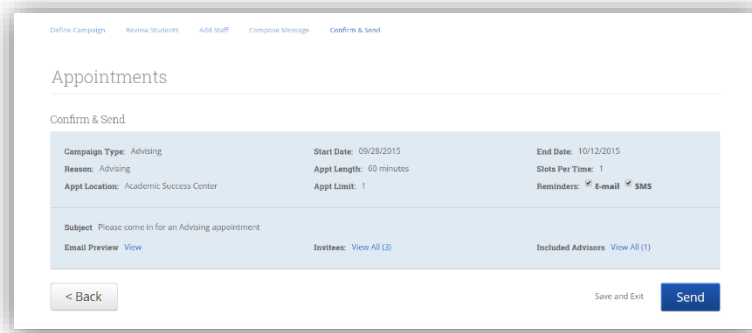 Define Campaign Review Students Add Staff Compose Message Confirm & Send
Appointments
Confirm & Send
Campaign Type: Advising Start Date: 09/28/2015 End Date: 10/12/2015
Reason: Advising Appt Length: 60 minutes Slots Per Time: 1
Appt Location: Academic Success Center Appt Limit: 1 Reminders: E-mail SMS
Subject Please come in for an Advising appointment
Email Preview View Invitees: View All (3) Included Advisors View All (1)
< Back Save and Exit Send